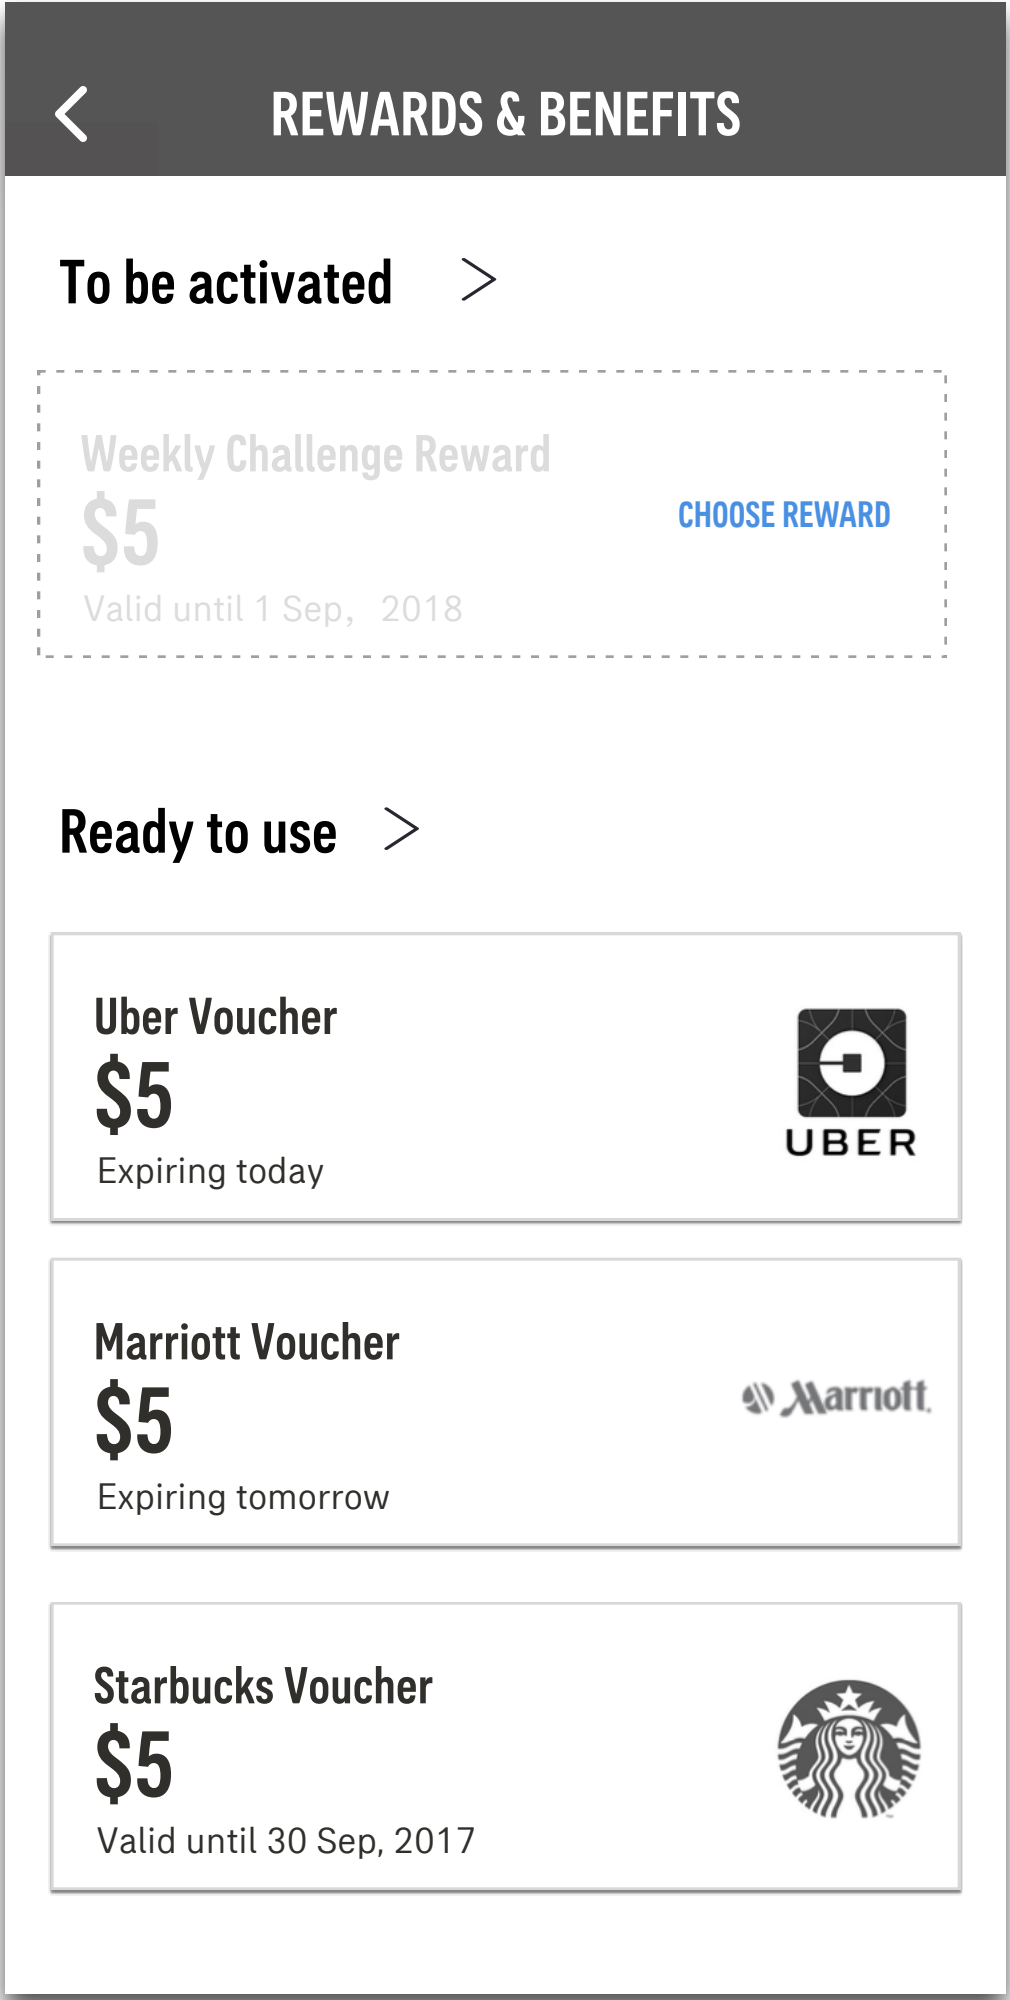 REWARDS & BENEFITS
To be activated
Weekly Challenge Reward
$5
CHOOSE REWARD
Valid until 1 Sep, 2018
Ready to use
Uber Voucher
$5
Expiring today
UBER
Marriott Voucher
$5
Expiring tomorrow
Marriott
Starbucks Voucher
$5
Valid until 30 Sep, 2017